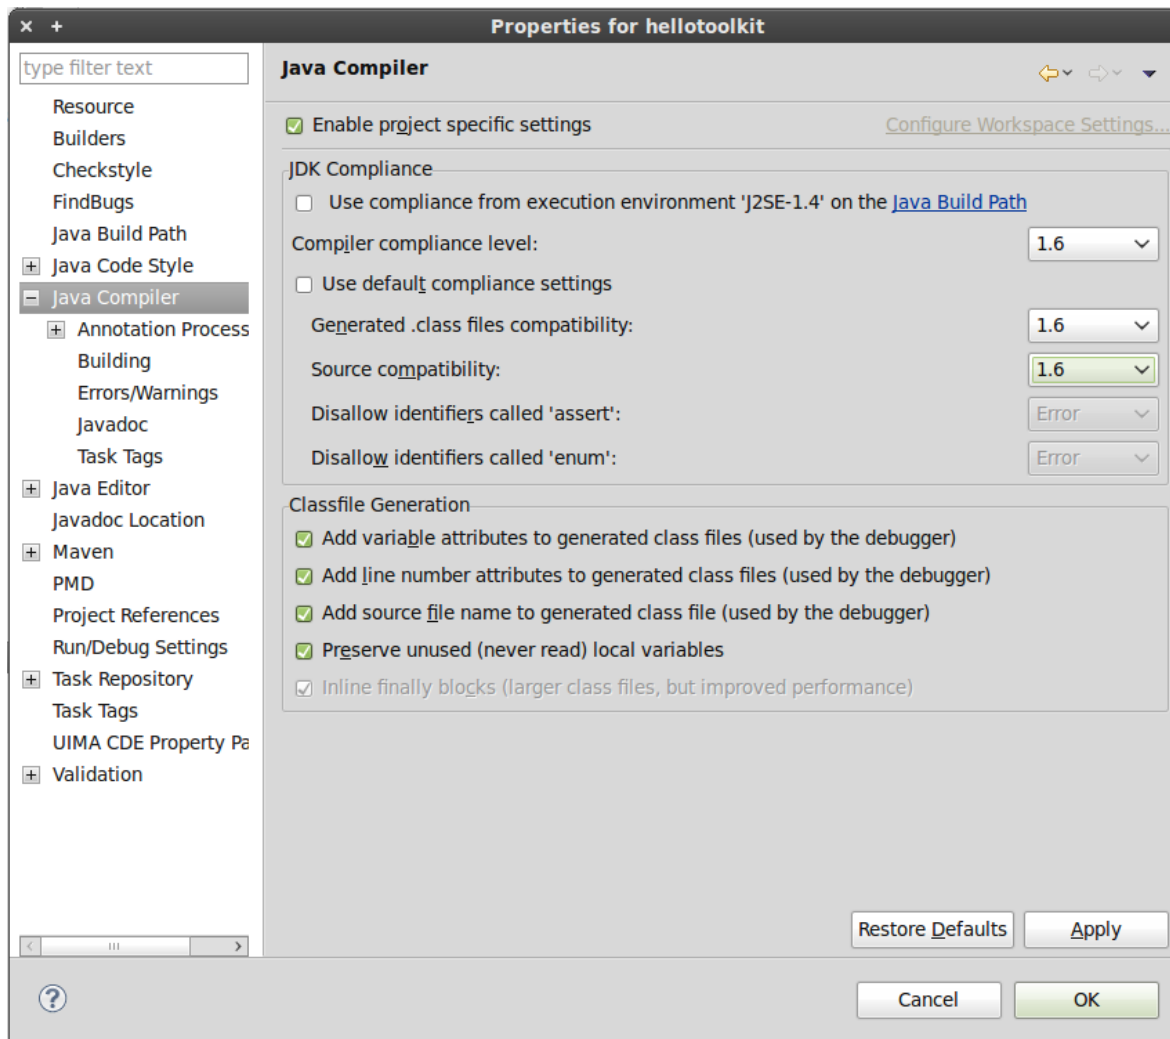 Properties for hellotoolkit
type filter text
Resource
Builders
Checkstyle
FindBugs
Java Build Path
Java Code Style
Java Compiler
Annotation Process
Building
Errors/Warnings
Javadoc
Task Tags
Java Editor
Javadoc Location
Maven
PMD
Project References
Run/Debug Settings
Task Repository
Task Tags
UIMA CDE Property Pa
Validation
Java Compiler
Enable project specific settings
Configure Workspace Settings...
JDK Compliance
Use compliance from execution environment 'J2SE-1.4' on the Java Build Path
Compiler compliance level: 1.6
Use default compliance settings
Generated .class files compatibility: 1.6
Source compatibility: 1.6
Disallow identifiers called 'assert': Error
Disallow identifiers called 'enum': Error
Classfile Generation
Add variable attributes to generated class files (used by the debugger)
Add line number attributes to generated class files (used by the debugger)
Add source file name to generated class file (used by the debugger)
Preserve unused (never read) local variables
Inline finally blocks (larger class files, but improved performance)
Restore Defaults Apply
Cancel OK